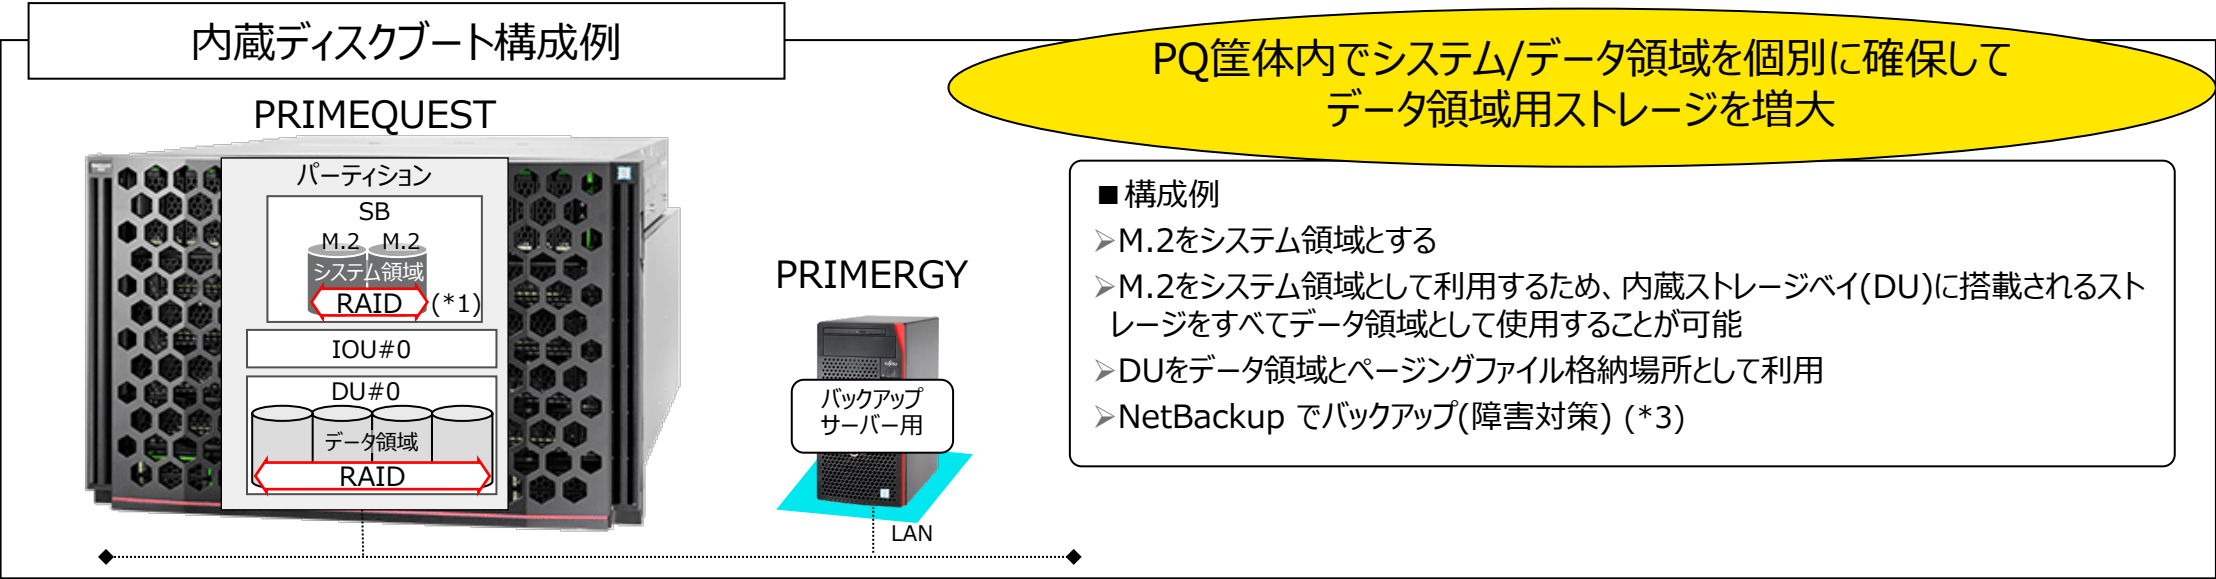 内蔵ディスクブート構成例
PQ筐体内でシステム/データ領域を個別に確保して
データ領域用ストレージを増大
PRIMEQUEST
パーティション
SB
M.2 M.2
システム領域
RAID (*1)
IOU#0
DU#0
データ領域
RAID
PRIMERGY
バックアップ
サーバー用
LAN
■構成例
➢M.2をシステム領域とする
➢M.2をシステム領域として利用するため、内蔵ストレージベイ(DU)に搭載されるスト
レージをすべてデータ領域として使用することが可能
➢DUをデータ領域とページングファイル格納場所として利用
➢NetBackup でバックアップ(障害対策) (*3)